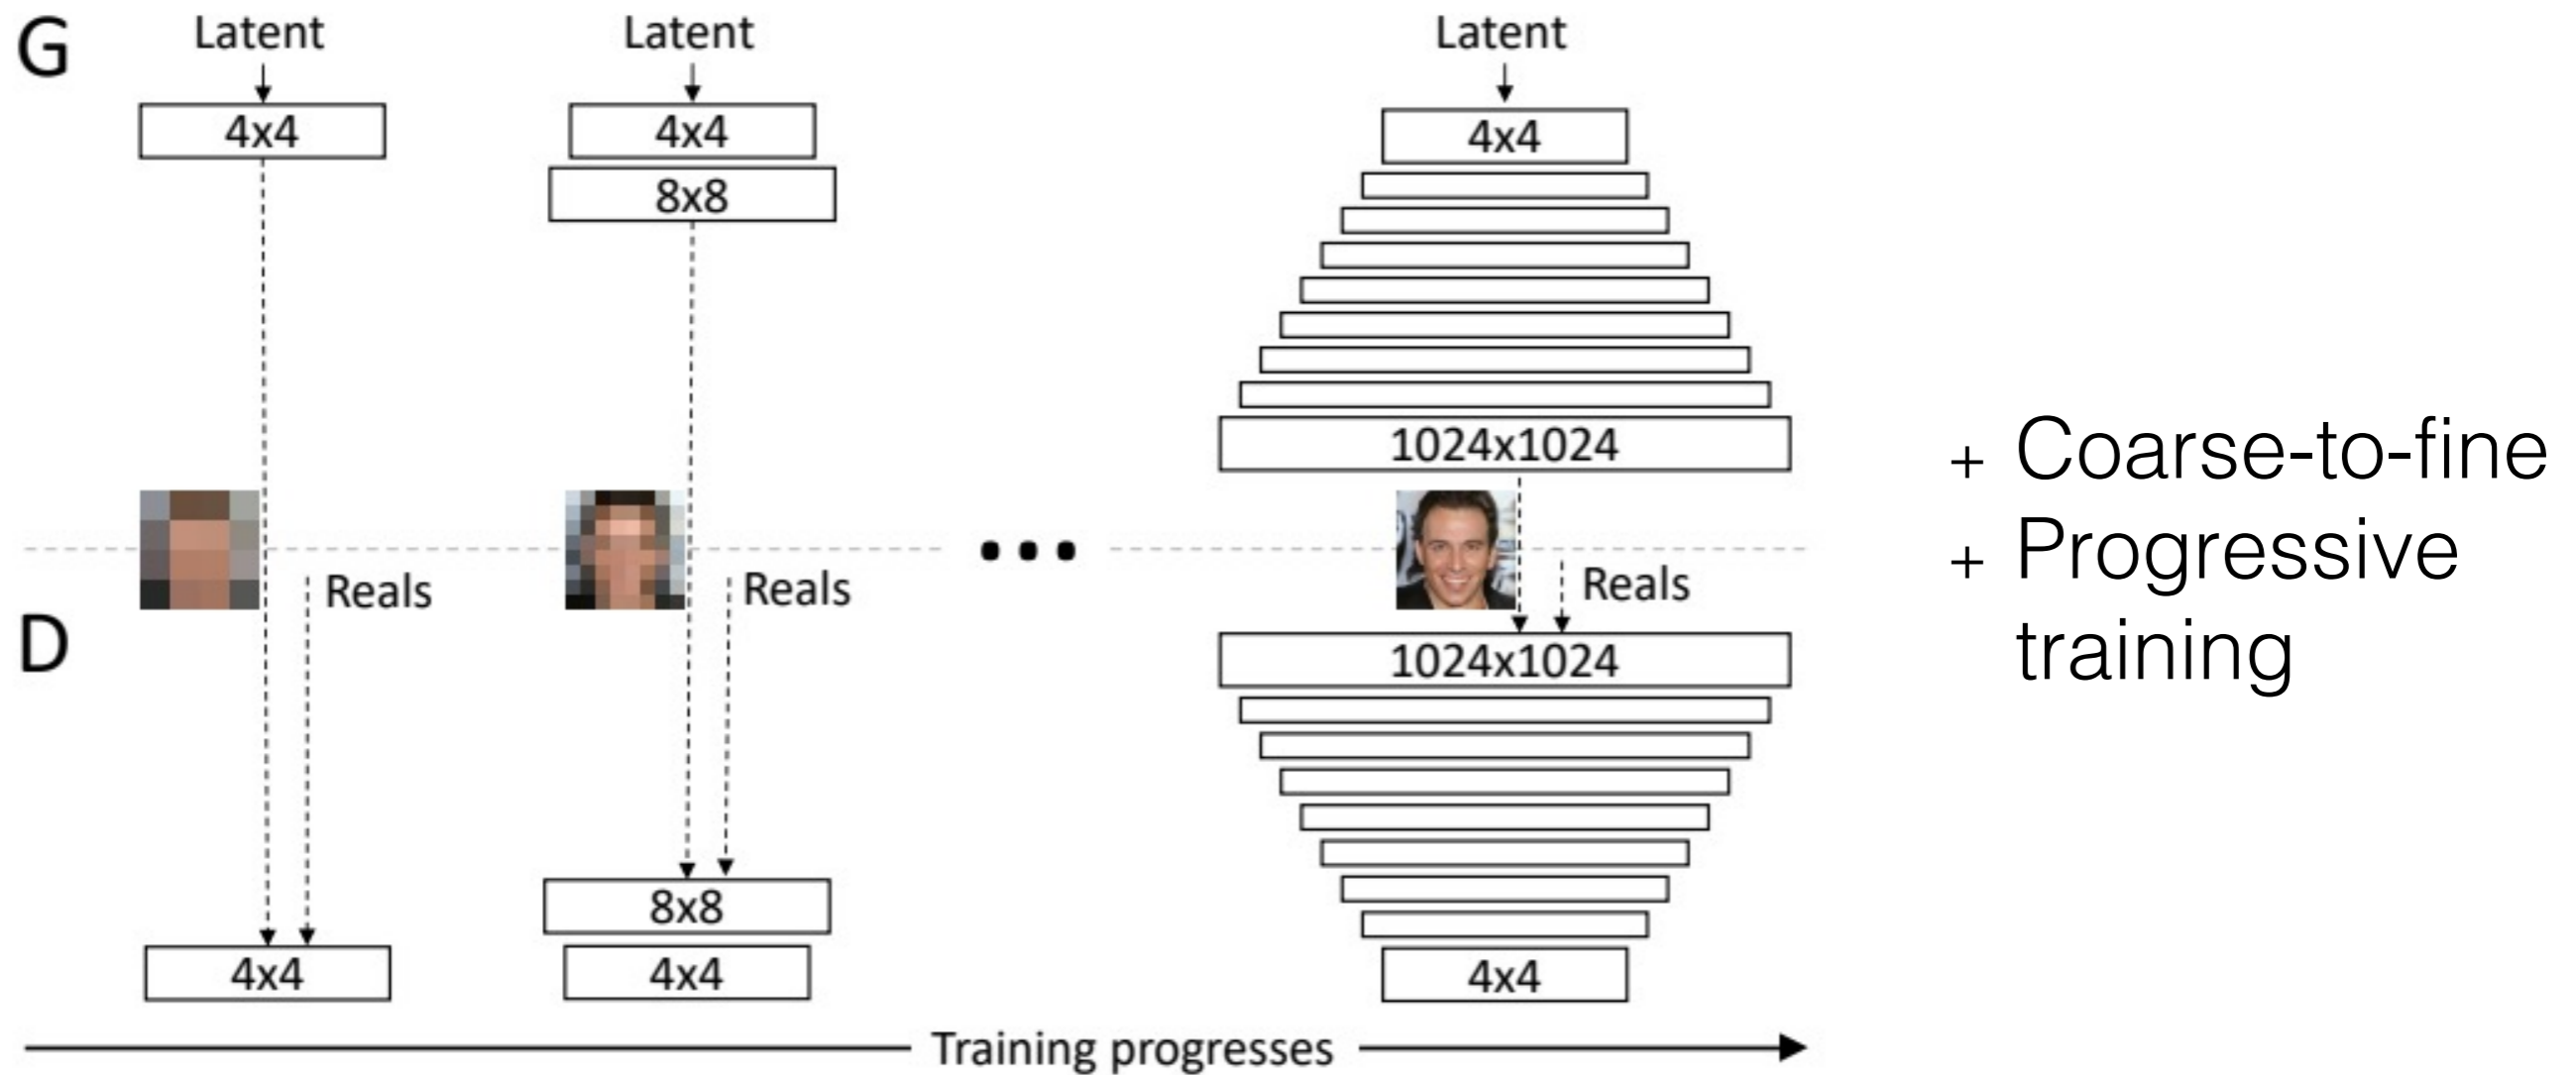 G
Latent
Latent
Latent
4x4
4x4
4x4
8x8
1024x1024
+ Coarse-to-fine
+ Progressive
training
Reals
Reals
Reals
D
1024x1024
8x8
4x4
4x4
4x4
Training progresses